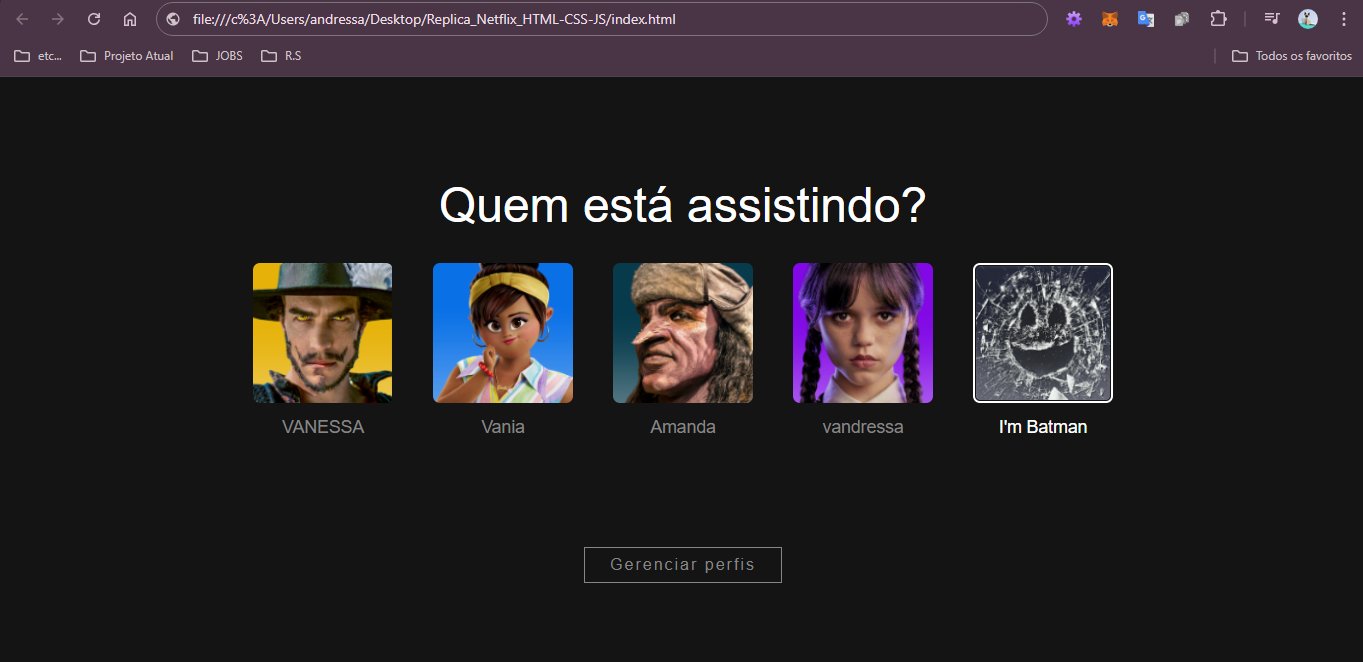 file:///c%3A/Users/andressa/Desktop/Replica_Netflix_HTML-CSS-JS/index.html
etc... Projeto Atual JOBS R.S Todos os favoritos
Quem está assistindo?
VANESSA Vania Amanda vandressa I'm Batman
Gerenciar perfis